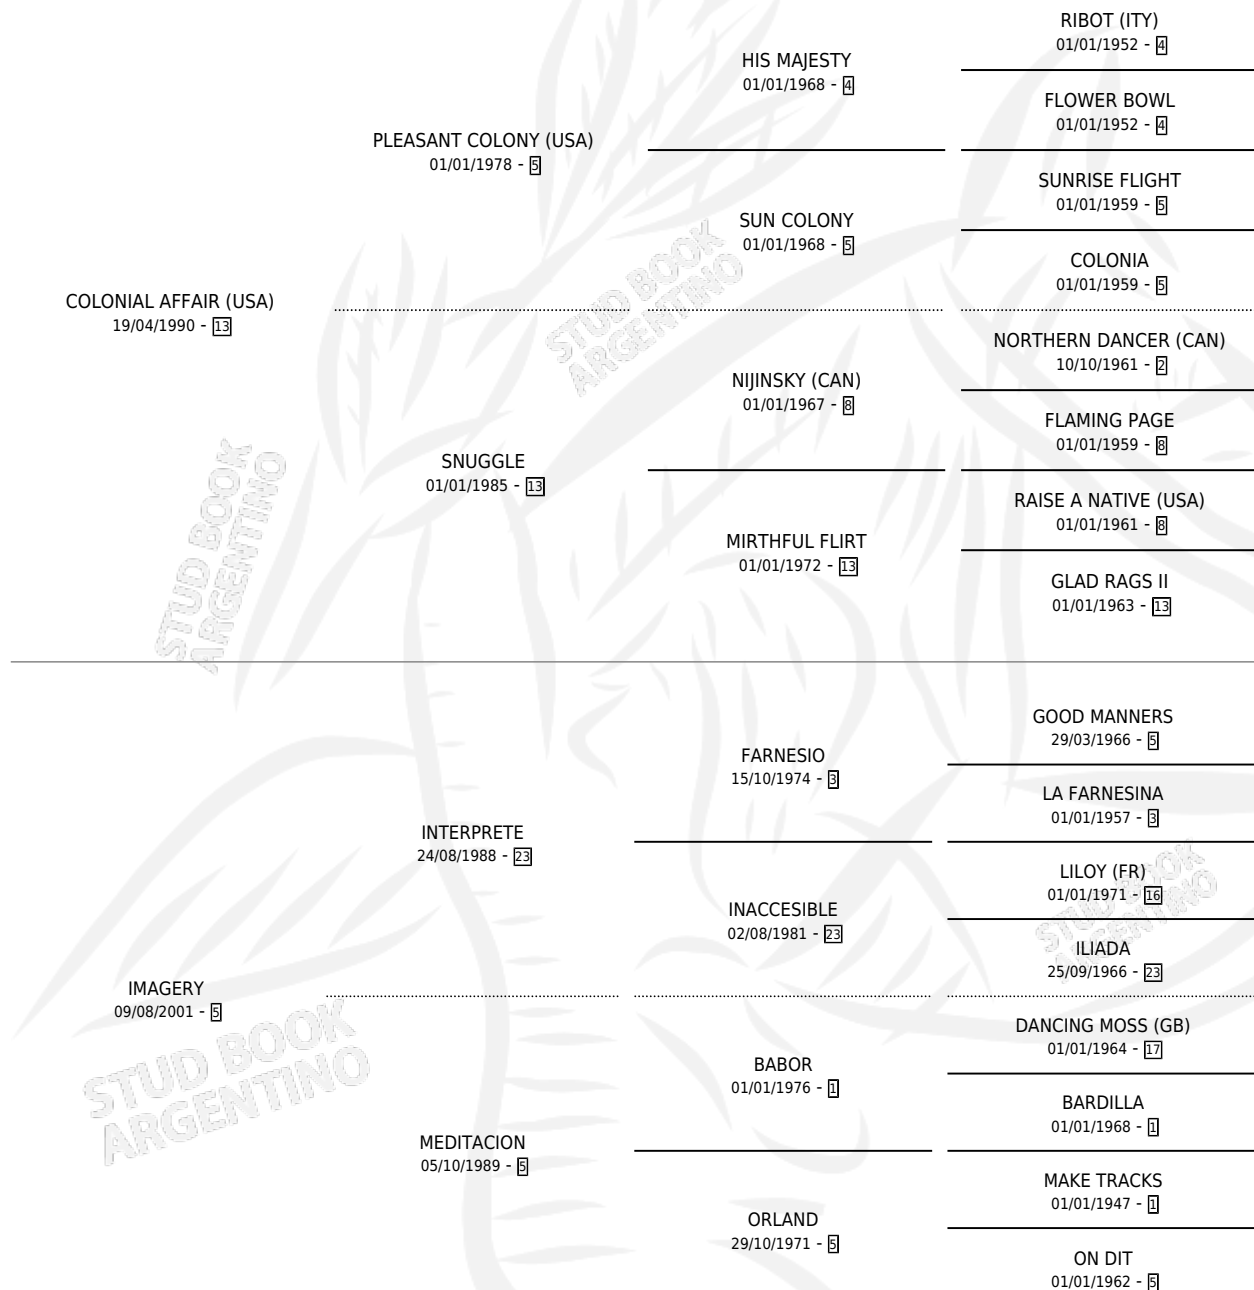 RIBOT (ITY)
01/01/1952 - 4
HIS MAJESTY
01/01/1968 - 4
FLOWER BOWL
01/01/1952 - 4
PLEASANT COLONY (USA)
01/01/1978 - 5
SUNRISE FLIGHT
01/01/1959 - 5
SUN COLONY
01/01/1968 - 5
COLONIA
01/01/1959 - 5
COLONIAL AFFAIR (USA)
19/04/1990 - 13
NORTHERN DANCER (CAN)
10/10/1961 - 2
NIJINSKY (CAN)
01/01/1967 - 8
FLAMING PAGE
01/01/1959 - 8
SNUGGLE
01/01/1985 - 13
RAISE A NATIVE (USA)
01/01/1961 - 8
MIRTHFUL FLIRT
01/01/1972 - 13
GLAD RAGS II
01/01/1963 - 13
GOOD MANNERS
29/03/1966 - 5
FARNESIO
15/10/1974 - 3
LA FARNESINA
01/01/1957 - 3
INTERPRETE
24/08/1988 - 23
LILOY (FR)
01/01/1971 - 16
INACCESIBLE
02/08/1981 - 23
ILIADA
25/09/1966 - 23
IMAGERY
09/08/2001 - 5
DANCING MOSS (GB)
01/01/1964 - 17
BABOR
01/01/1976 - 1
BARDILLA
01/01/1968 - 1
MEDITACION
05/10/1989 - 5
MAKE TRACKS
01/01/1947 - 1
ORLAND
29/10/1971 - 5
ON DIT
01/01/1962 - 5
STUD BOOK
ARGENTINO
STUD BOOK
ARGENTINO
STUD BOOK
ARGENTINO
STUD BOOK
ARGENTINO